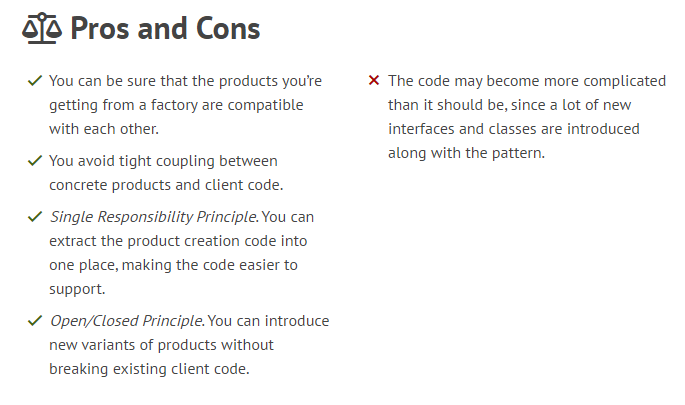 Pros and Cons
You can be sure that the products you're
getting from a factory are compatible
with each other.
You avoid tight coupling between
concrete products and client code.
Single Responsibility Principle. You can
extract the product creation code into
one place, making the code easier to
support.
Open/Closed Principle. You can introduce
new variants of products without
breaking existing client code.
The code may become more complicated
than it should be, since a lot of new
interfaces and classes are introduced
along with the pattern.